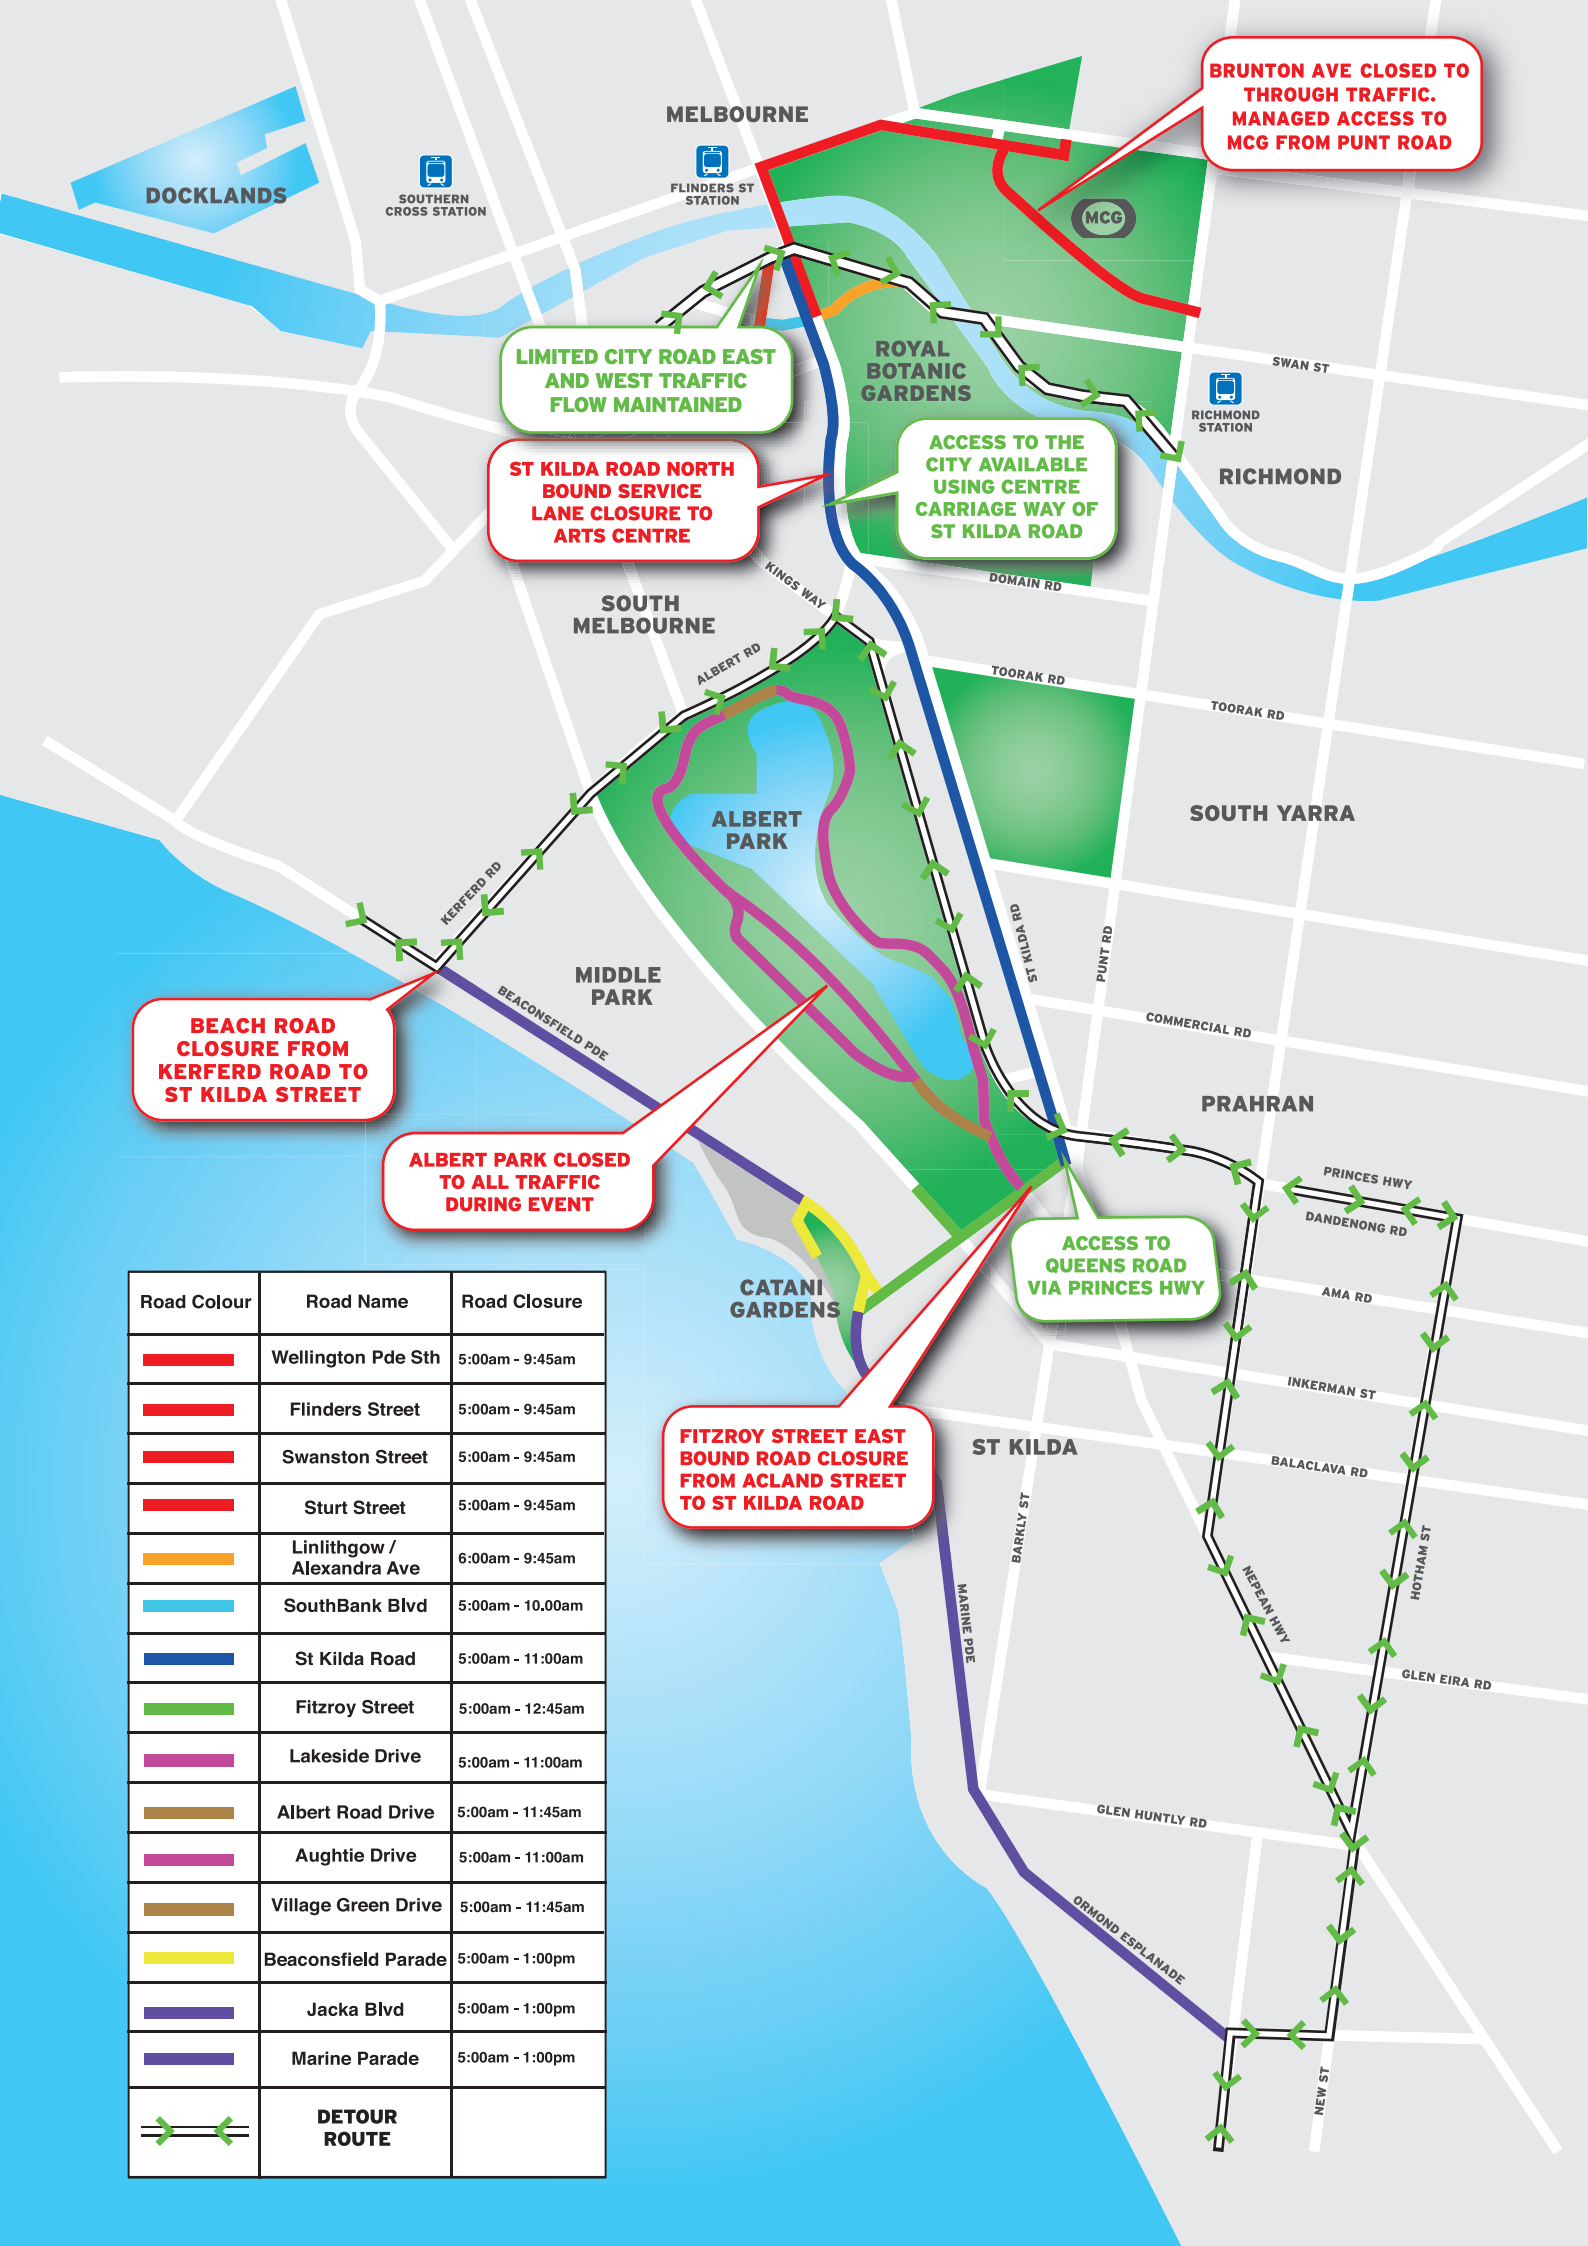 BRUNTON AVE CLOSED TO
THROUGH TRAFFIC.
MANAGED ACCESS TO
MCG FROM PUNT ROAD
MELBOURNE
DOCKLANDS
SOUTHERN
CROSS STATION
FLINDERS ST
STATION
MCG
LIMITED CITY ROAD EAST
AND WEST TRAFFIC
FLOW MAINTAINED
ROYAL
BOTANIC
GARDENS
SWAN ST
RICHMOND
STATION
RICHMOND
ST KILDA ROAD NORTH
BOUND SERVICE
LANE CLOSURE TO
ARTS CENTRE
ACCESS TO THE
CITY AVAILABLE
USING CENTRE
CARRIAGE WAY OF
ST KILDA ROAD
KINGS WAY
DOMAIN RD
SOUTH
MELBOURNE
ALBERT RD
TOORAK RD
TOORAK RD
ALBERT
PARK
SOUTH YARRA
KERFERD RD
ST KILDA RD
PUNT RD
MIDDLE
PARK
BEACONSFIELD PDE
COMMERCIAL RD
BEACH ROAD
CLOSURE FROM
KERFERD ROAD TO
ST KILDA STREET
PRAHRAN
ALBERT PARK CLOSED
TO ALL TRAFFIC
DURING EVENT
PRINCES HWY
DANDENONG RD
ACCESS TO
QUEENS ROAD
VIA PRINCES HWY
CATANI
GARDENS
AMA RD
INKERMAN ST
FITZROY STREET EAST
BOUND ROAD CLOSURE
FROM ACLAND STREET
TO ST KILDA ROAD
ST KILDA
BALACLAVA RD
BARKLY ST
HOTHAM ST
MARINE PDE
NEPEAN HWY
GLEN EIRA RD
GLEN HUNTLY RD
ORMOND ESPLANADE
NEW ST
Road Colour Road Name Road Closure
Wellington Pde Sth 5:00am - 9:45am
Flinders Street 5:00am - 9:45am
Swanston Street 5:00am - 9:45am
Sturt Street 5:00am - 9:45am
Linlithgow /
Alexandra Ave 6:00am - 9:45am
SouthBank Blvd 5:00am - 10.00am
St Kilda Road 5:00am - 11:00am
Fitzroy Street 5:00am - 12:45am
Lakeside Drive 5:00am - 11:00am
Albert Road Drive 5:00am - 11:45am
Aughtie Drive 5:00am - 11:00am
Village Green Drive 5:00am - 11:45am
Beaconsfield Parade 5:00am - 1:00pm
Jacka Blvd 5:00am - 1:00pm
Marine Parade 5:00am - 1:00pm
DETOUR
ROUTE